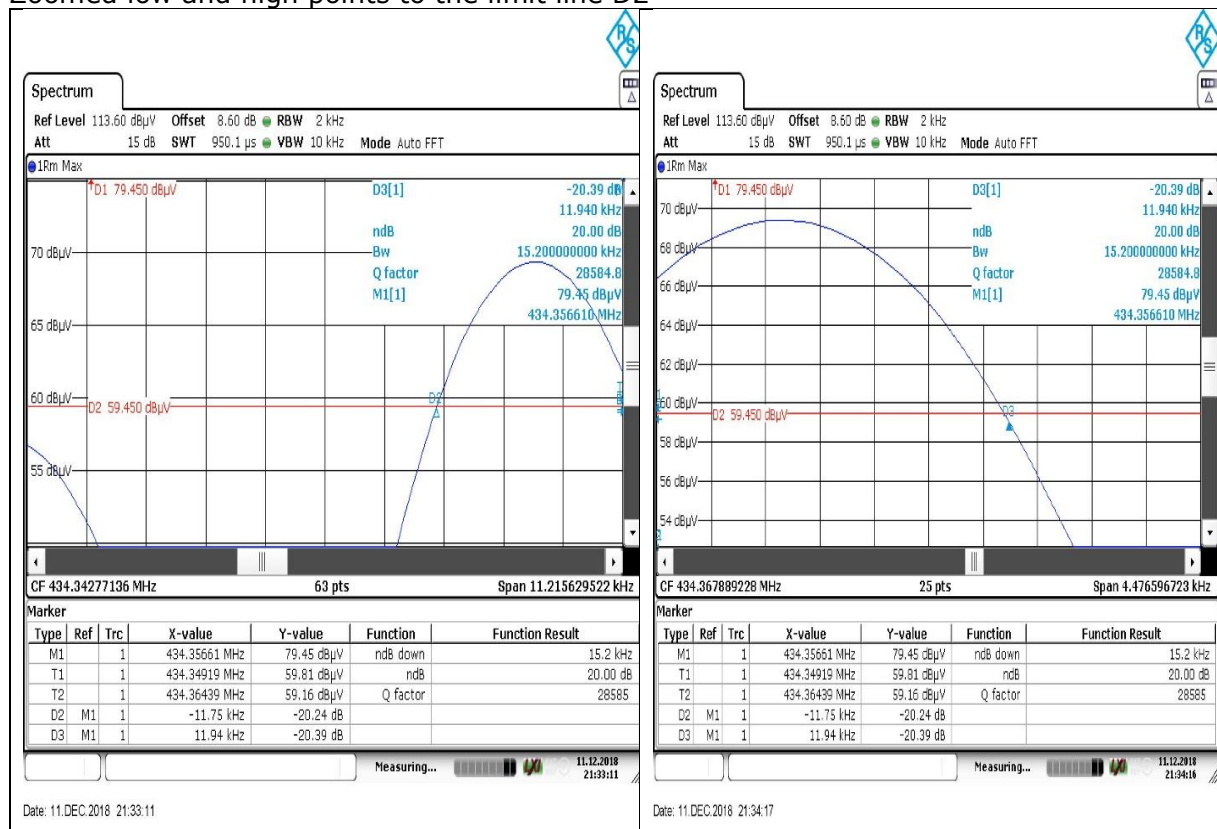 Zoomed low and high points to the limit line D2
R/S
Spectrum
Ref Level 113.60 dBµV Offset 8.60 dB RBW 2 kHz
Att 15 dB SWT 950.1 µs VBW 10 kHz Mode Auto FFT
1Rm Max
D1 79.450 dBµV
D3[1] -20.39 dB
11.940 kHz
ndB 20.00 dB
Bw 15.200000000 kHz
Q factor 28584.8
M1[1] 79.45 dBµV
434.356610 MHz
70 dBµV
65 dBµV
60 dBµV
D2
D2 59.450 dBµV
55 dBµV
CF 434.34277136 MHz 63 pts Span 11.215629522 kHz
Marker
Type Ref Trc X-value Y-value Function Function Result
M1 1 434.35661 MHz 79.45 dBµV ndB down 15.2 kHz
T1 1 434.34919 MHz 59.81 dBµV ndB 20.00 dB
T2 1 434.36439 MHz 59.16 dBµV Q factor 28585
D2 M1 1 -11.75 kHz -20.24 dB
D3 M1 1 11.94 kHz -20.39 dB
Measuring... LXI 11.12.2018
21:33:11
Date: 11.DEC.2018 21:33:11
R/S
Spectrum
Ref Level 113.60 dBµV Offset 8.60 dB RBW 2 kHz
Att 15 dB SWT 950.1 µs VBW 10 kHz Mode Auto FFT
1Rm Max
D1 79.450 dBµV
D3[1] -20.39 dB
11.940 kHz
70 dBµV
ndB 20.00 dB
68 dBµV
Bw 15.200000000 kHz
Q factor 28584.8
66 dBµV
M1[1] 79.45 dBµV
434.356610 MHz
64 dBµV
62 dBµV
60 dBµV
D3
D2 59.450 dBµV
58 dBµV
56 dBµV
54 dBµV
CF 434.367889228 MHz 25 pts Span 4.476596723 kHz
Marker
Type Ref Trc X-value Y-value Function Function Result
M1 1 434.35661 MHz 79.45 dBµV ndB down 15.2 kHz
T1 1 434.34919 MHz 59.81 dBµV ndB 20.00 dB
T2 1 434.36439 MHz 59.16 dBµV Q factor 28585
D2 M1 1 -11.75 kHz -20.24 dB
D3 M1 1 11.94 kHz -20.39 dB
Measuring... LXI 11.12.2018
21:34:16
Date: 11.DEC.2018 21:34:17